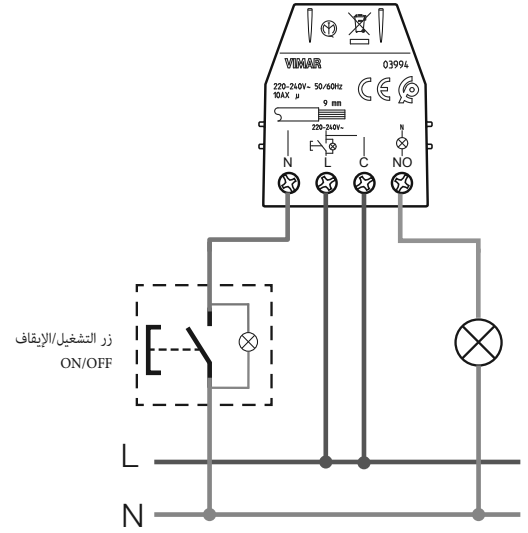 VIMAR 03994
220-240V~ 50/60Hz
10AX μ
9 mm
220-240V~
N
N L C NO
زر التشغيل/الإيقاف
ON/OFF
L
N